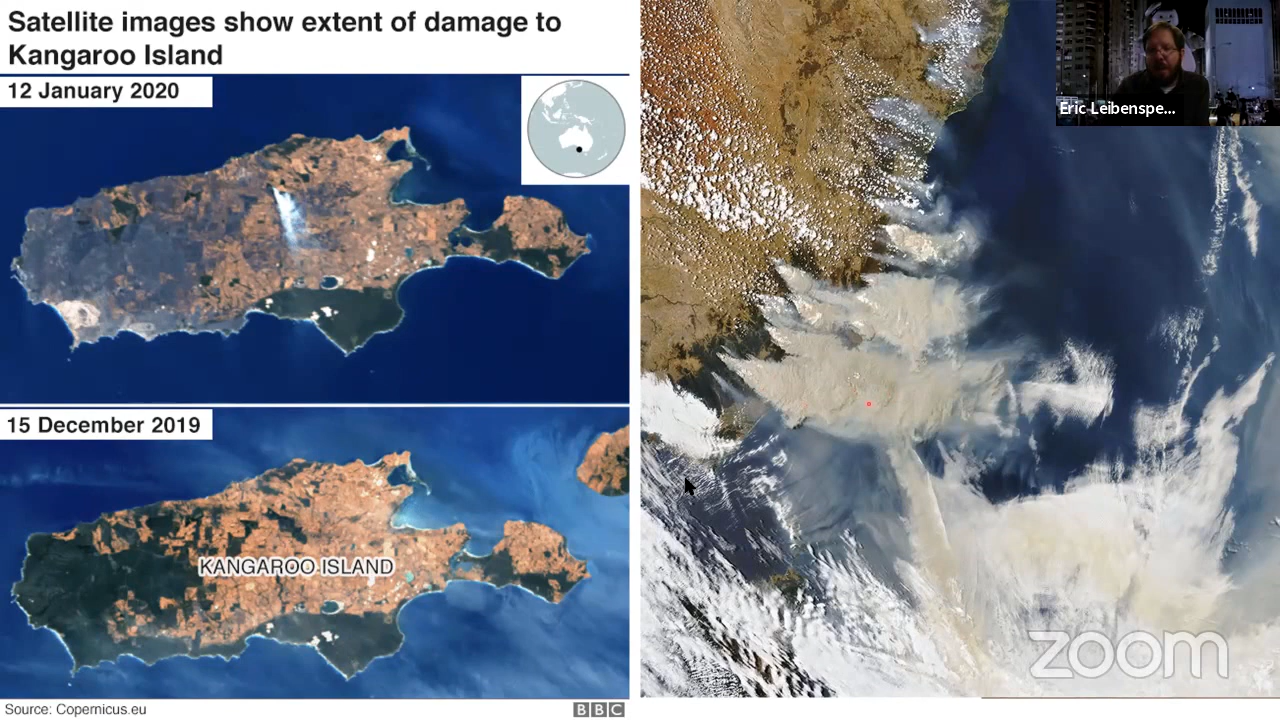 Satellite images show extent of damage to
Kangaroo Island
12 January 2020
15 December 2019
KANGAROO ISLAND
Source: Copernicus.eu
BBC
Eric Leibenspe...
zoom